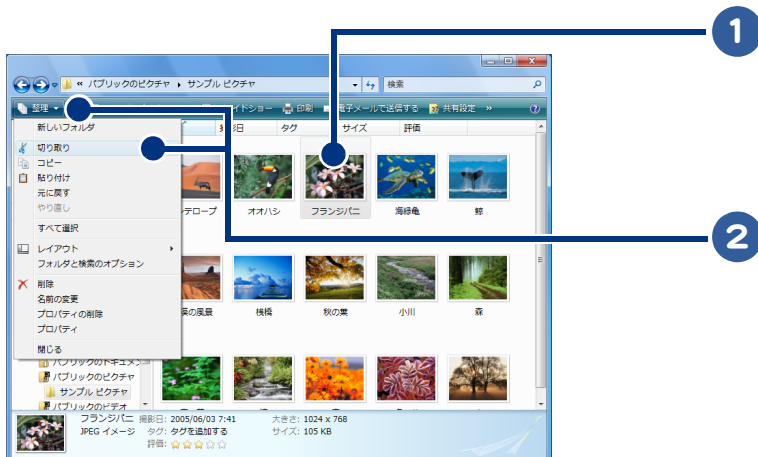 1
« パブリックのピクチャ ▸ サンプル ピクチャ 検索
整理 イドショー 印刷 電子メールで送信する 共有設定 »
新しいフォルダ 影日 タグ サイズ 評価
切り取り
コピー
貼り付け
元に戻す
やり直し
すべて選択
レイアウト
フォルダと検索のオプション
削除
名前の変更
プロパティの削除
プロパティ
閉じる
テロープ オオハシ フランジパニ 海緑亀 鯨
2
の風景 桟橋 秋の葉 小川 森
パブリックのドキュメン
パブリックのピクチャ
サンプル ピクチャ
パブリックのビデオ
フランジパニ 撮影日: 2005/06/03 7:41 大きさ: 1024 x 768
JPEG イメージ タグ: タグを追加する サイズ: 105 KB
評価: